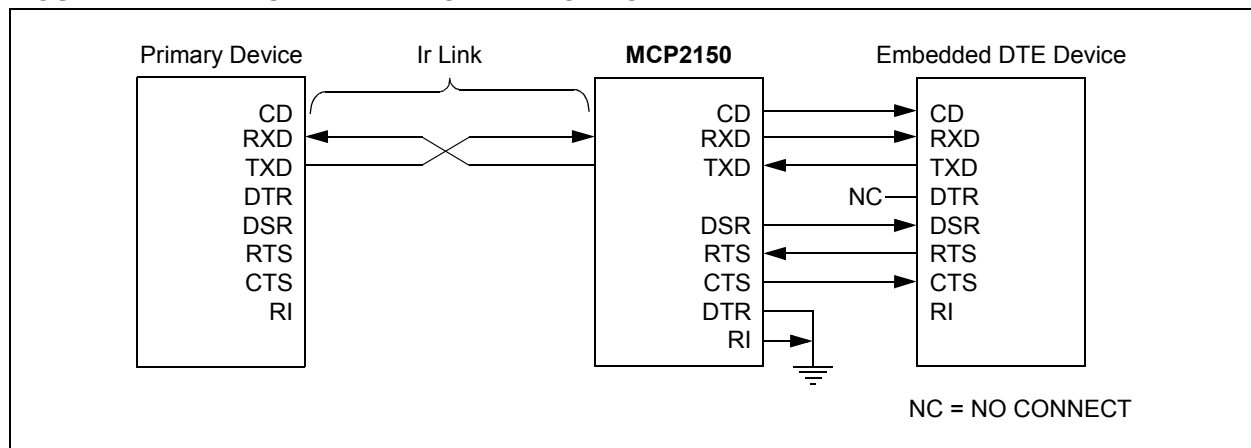 Primary Device
Ir Link
MCP2150
Embedded DTE Device
CD
RXD
TXD
DTR
DSR
RTS
CTS
RI
CD
RXD
TXD
DSR
RTS
CTS
DTR
RI
NC
CD
RXD
TXD
DTR
DSR
RTS
CTS
RI
NC = NO CONNECT